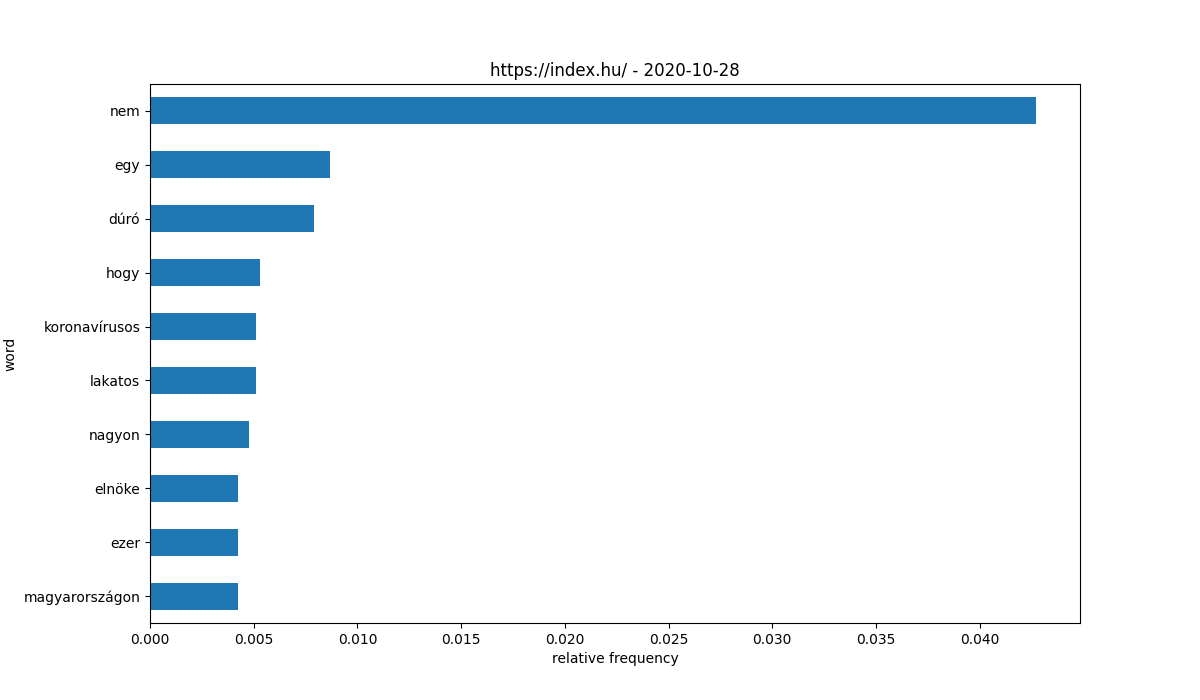 https://index.hu/ - 2020-10-28
nem
egy
dúró
hogy
koronavírusos
lakatos
nagyon
elnöke
ezer
magyarországon
word
0.000 0.005 0.010 0.015 0.020 0.025 0.030 0.035 0.040
relative frequency